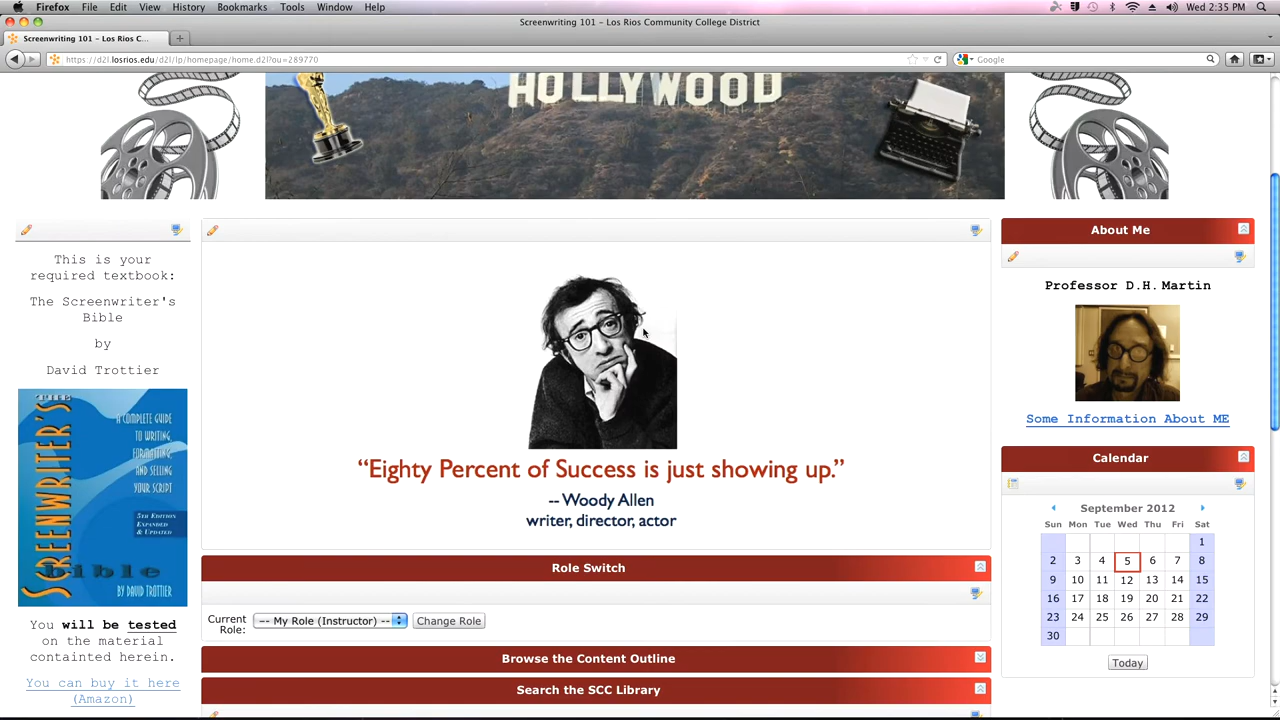 Firefox File Edit View History Bookmarks Tools Window Help Wed 2:35 PM
Screenwriting 101 – Los Rios Community College District
Screenwriting 101 – Los Rios C...
https://d2l.losrios.edu/d2l/lp/homepage/home.d2l?ou=289770
Google
HOLLYWOOD
This is your
required textbook:
The Screenwriter's
Bible
by
David Trottier
THE
SCREENWRITER'S
bible
A COMPLETE GUIDE
TO WRITING,
FORMATTING,
AND SELLING
YOUR SCRIPT
5TH EDITION
EXPANDED
& UPDATED
BY DAVID TROTTIER
You will be tested
on the material
containted herein.
You can buy it here
(Amazon)
“Eighty Percent of Success is just showing up.”
-- Woody Allen
writer, director, actor
Role Switch
Current
Role:
-- My Role (Instructor) --
Change Role
Browse the Content Outline
Search the SCC Library
About Me
Professor D.H. Martin
Some Information About ME
Calendar
September 2012
Sun Mon Tue Wed Thu Fri Sat
1
2 3 4 5 6 7 8
9 10 11 12 13 14 15
16 17 18 19 20 21 22
23 24 25 26 27 28 29
30
Today